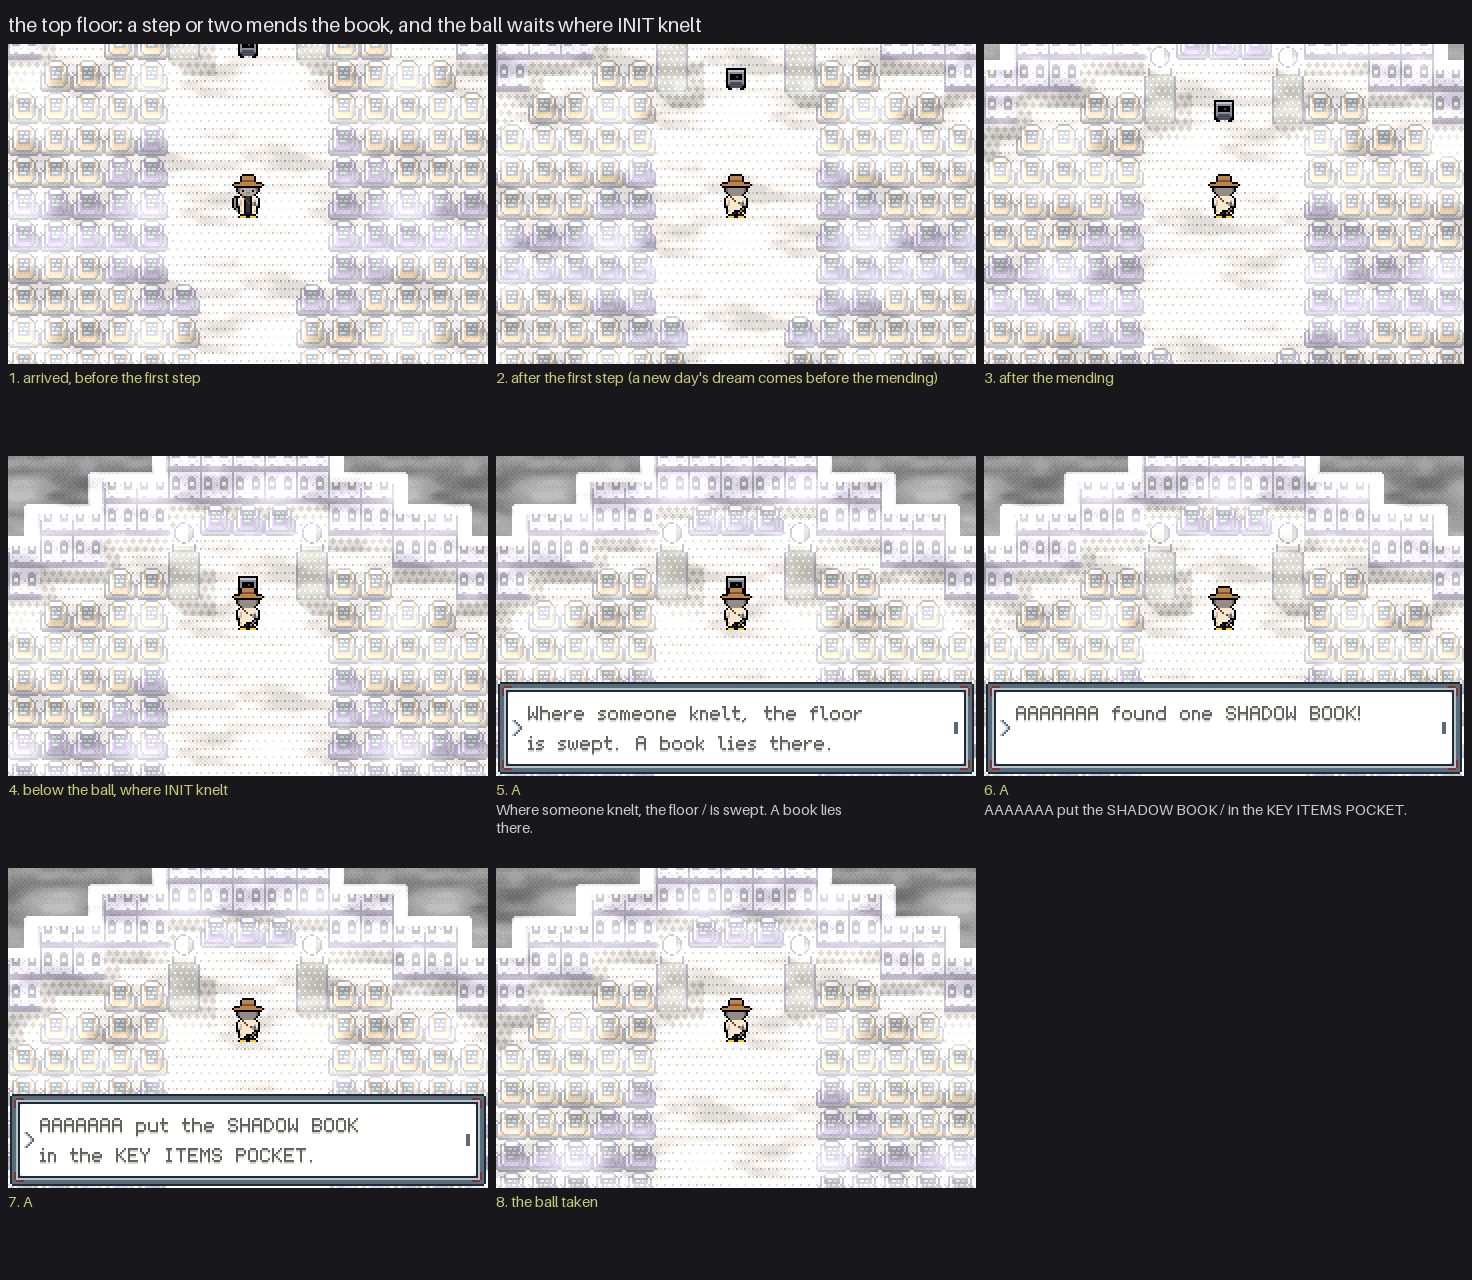 the top floor: a step or two mends the book, and the ball waits where INIT knelt
1. arrived, before the first step
2. after the first step (a new day's dream comes before the mending)
3. after the mending
4. below the ball, where INIT knelt
Where someone knelt, the floor
is swept. A book lies there.
5. A
Where someone knelt, the floor / is swept. A book lies
there.
AAAAAAA found one SHADOW BOOK!
6. A
AAAAAAA put the SHADOW BOOK / in the KEY ITEMS POCKET.
AAAAAAA put the SHADOW BOOK
in the KEY ITEMS POCKET.
7. A
8. the ball taken